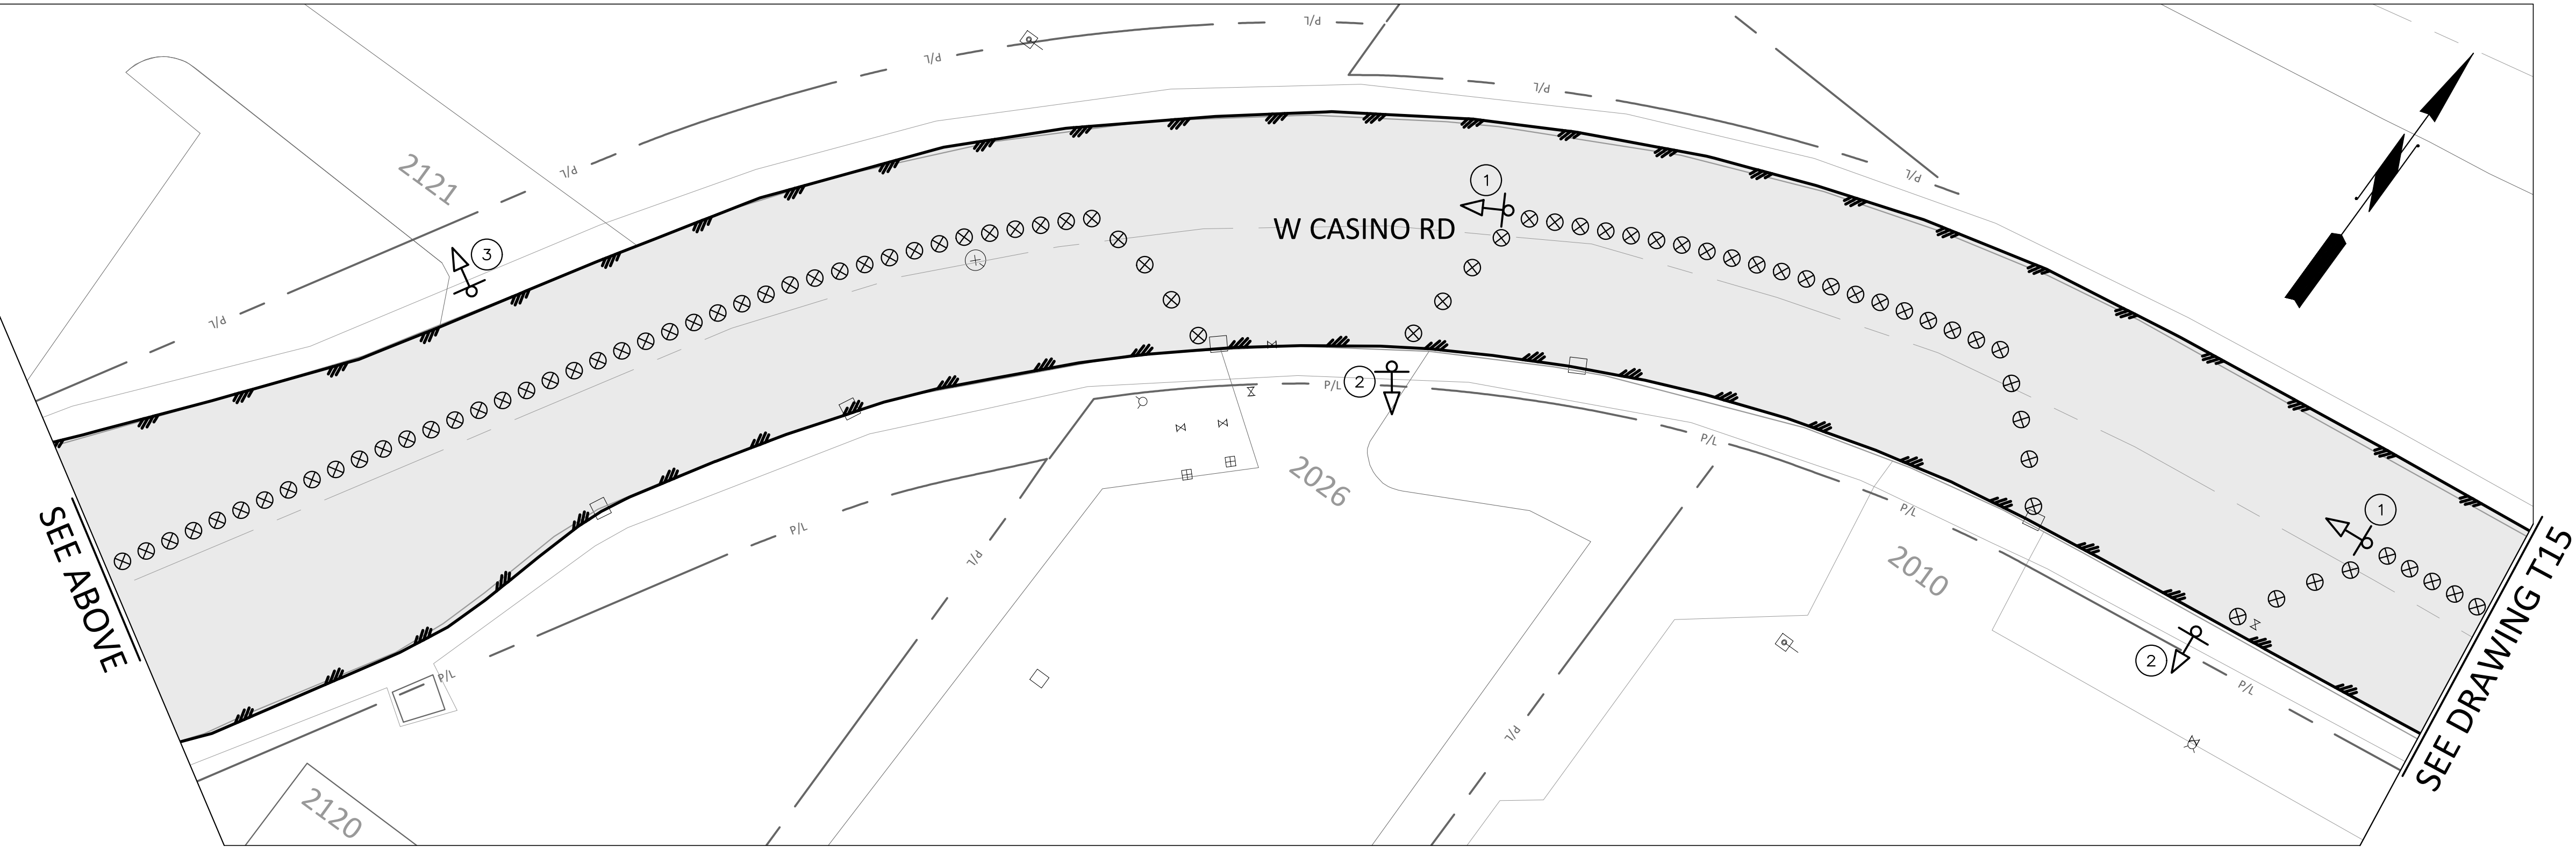 P/L
P/L
P/L
P/L
P/L
P/L
P/L
2121
3
1
W CASINO RD
2
P/L
P/L
P/L
P/L
P/L
P/L
P/L
P/L
2026
2010
1
2
2120
SEE ABOVE
SEE DRAWING T15